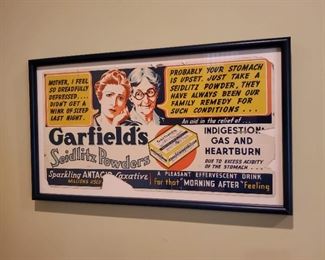 MOTHER, I FEEL
SO DREADFULLY
DEPRESSED...
DIDN'T GET A
WINK OF SLEEP
LAST NIGHT.
PROBABLY YOUR STOMACH
IS UPSET. JUST TAKE A
SEIDLITZ POWDER, THEY
HAVE ALWAYS BEEN OUR
FAMILY REMEDY FOR
SUCH CONDITIONS...
An aid in the relief of...
Garfield's
Seidlitz Powders
INDIGESTION
GAS AND
HEARTBURN
DUE TO EXCESS ACIDITY
OF THE STOMACH...
Sparkling ANTACID Laxative
MILLIONS USED
A PLEASANT EFFERVESCENT DRINK
For that "MORNING AFTER" Feeling